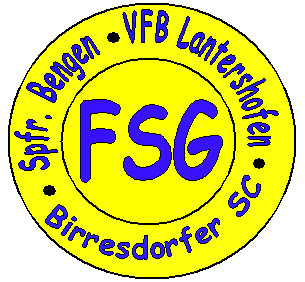 Spfr. Bengen
VFB Lantershofen
Birresdorfer SC
FSG